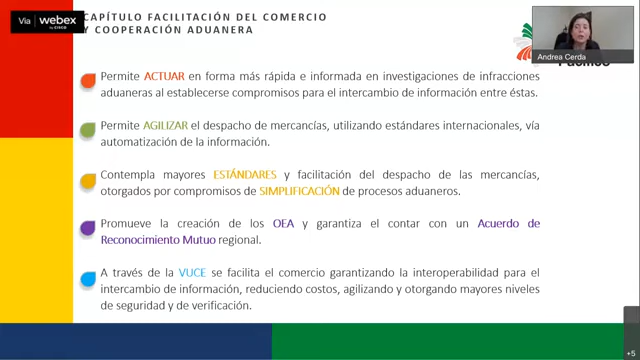 Via webex
by CISCO
CAPÍTULO FACILITACIÓN DEL COMERCIO
Y COOPERACIÓN ADUANERA
Andrea Cerda
Pacífico
Permite ACTUAR en forma más rápida e informada en investigaciones de infracciones
aduaneras al establecerse compromisos para el intercambio de información entre éstas.
Permite AGILIZAR el despacho de mercancías, utilizando estándares internacionales, vía
automatización de la información.
Contempla mayores ESTÁNDARES y facilitación del despacho de las mercancías,
otorgados por compromisos de SIMPLIFICACIÓN de procesos aduaneros.
Promueve la creación de los OEA y garantiza el contar con un Acuerdo de
Reconocimiento Mutuo regional.
A través de la VUCE se facilita el comercio garantizando la interoperabilidad para el
intercambio de información, reduciendo costos, agilizando y otorgando mayores niveles
de seguridad y de verificación.
+5